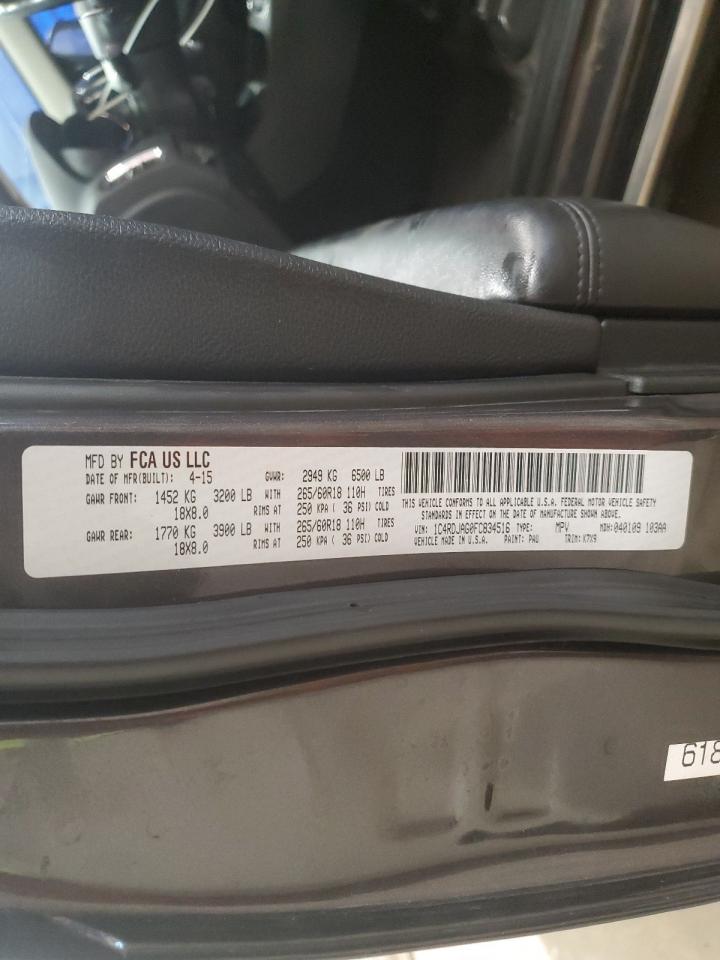 MFD BY FCA US LLC
DATE OF MFR(BUILT): 4-15 GVWR: 2949 KG 6500 LB
GAWR FRONT: 1452 KG 3200 LB WITH 265/60R18 110H TIRES
18X8.0 RIMS AT 250 KPA ( 36 PSI) COLD
GAWR REAR: 1770 KG 3900 LB WITH 265/60R18 110H TIRES
18X8.0 RIMS AT 250 KPA ( 36 PSI) COLD
THIS VEHICLE CONFORMS TO ALL APPLICABLE U.S.A. FEDERAL MOTOR VEHICLE SAFETY
STANDARDS IN EFFECT ON THE DATE OF MANUFACTURE SHOWN ABOVE.
VIN: 1C4RDJAG0FC834516 TYPE: MPV MDH: 040109 103AA
VEHICLE MADE IN U.S.A. PAINT: PAU TRIM: K7X9
618